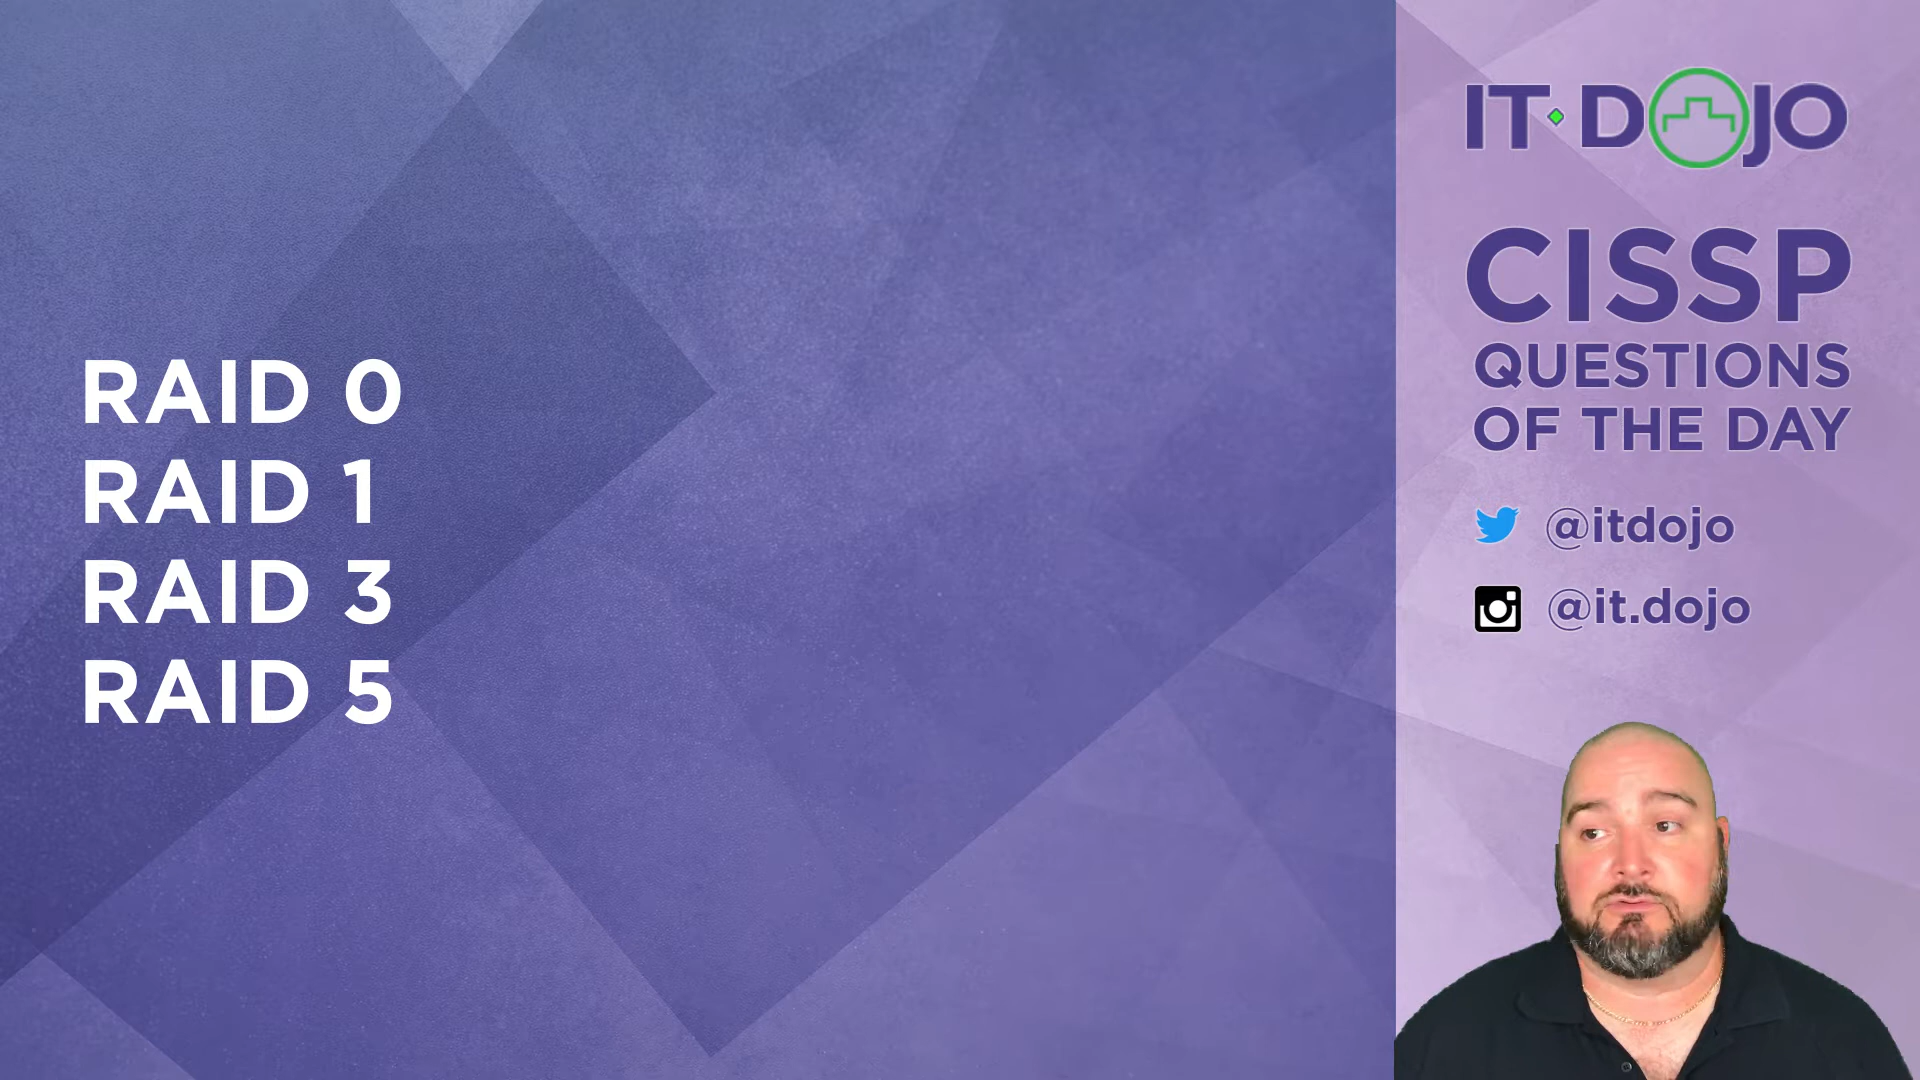 RAID 0
RAID 1
RAID 3
RAID 5
IT DOJO
CISSP
QUESTIONS
OF THE DAY
@itdojo
@it.dojo